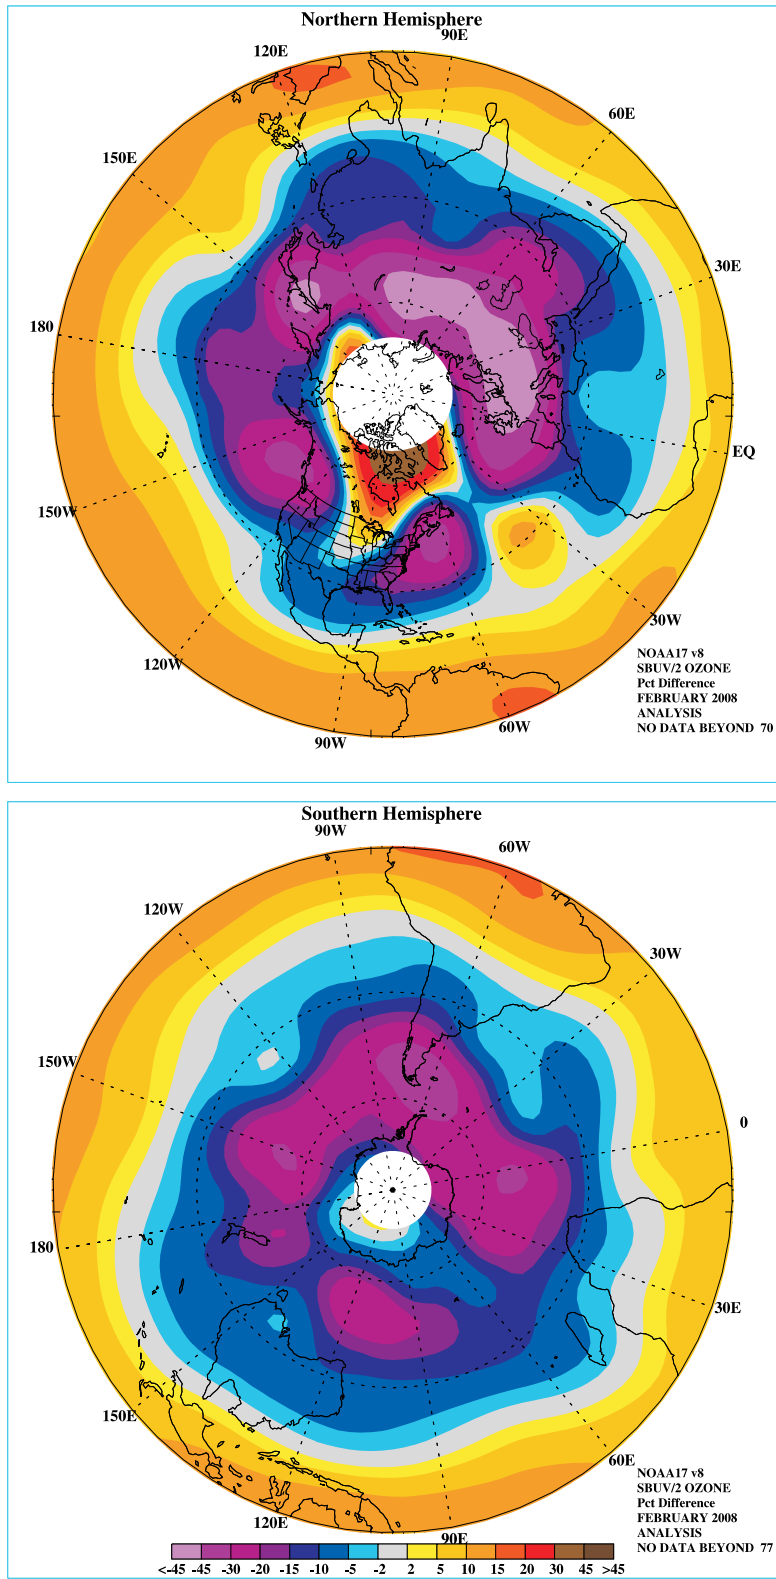 Northern Hemisphere
90E
120E
60E
150E
30E
180
EQ
150W
30W
120W
60W
90W
NOAA17 v8
SBUV/2 OZONE
Pct Difference
FEBRUARY 2008
ANALYSIS
NO DATA BEYOND 70
Southern Hemisphere
90W
60W
120W
30W
150W
0
180
30E
150E
60E
120E
90E
NOAA17 v8
SBUV/2 OZONE
Pct Difference
FEBRUARY 2008
ANALYSIS
NO DATA BEYOND 77
<-45 -45 -30 -20 -15 -10 -5 -2 2 5 10 15 20 30 45 >45